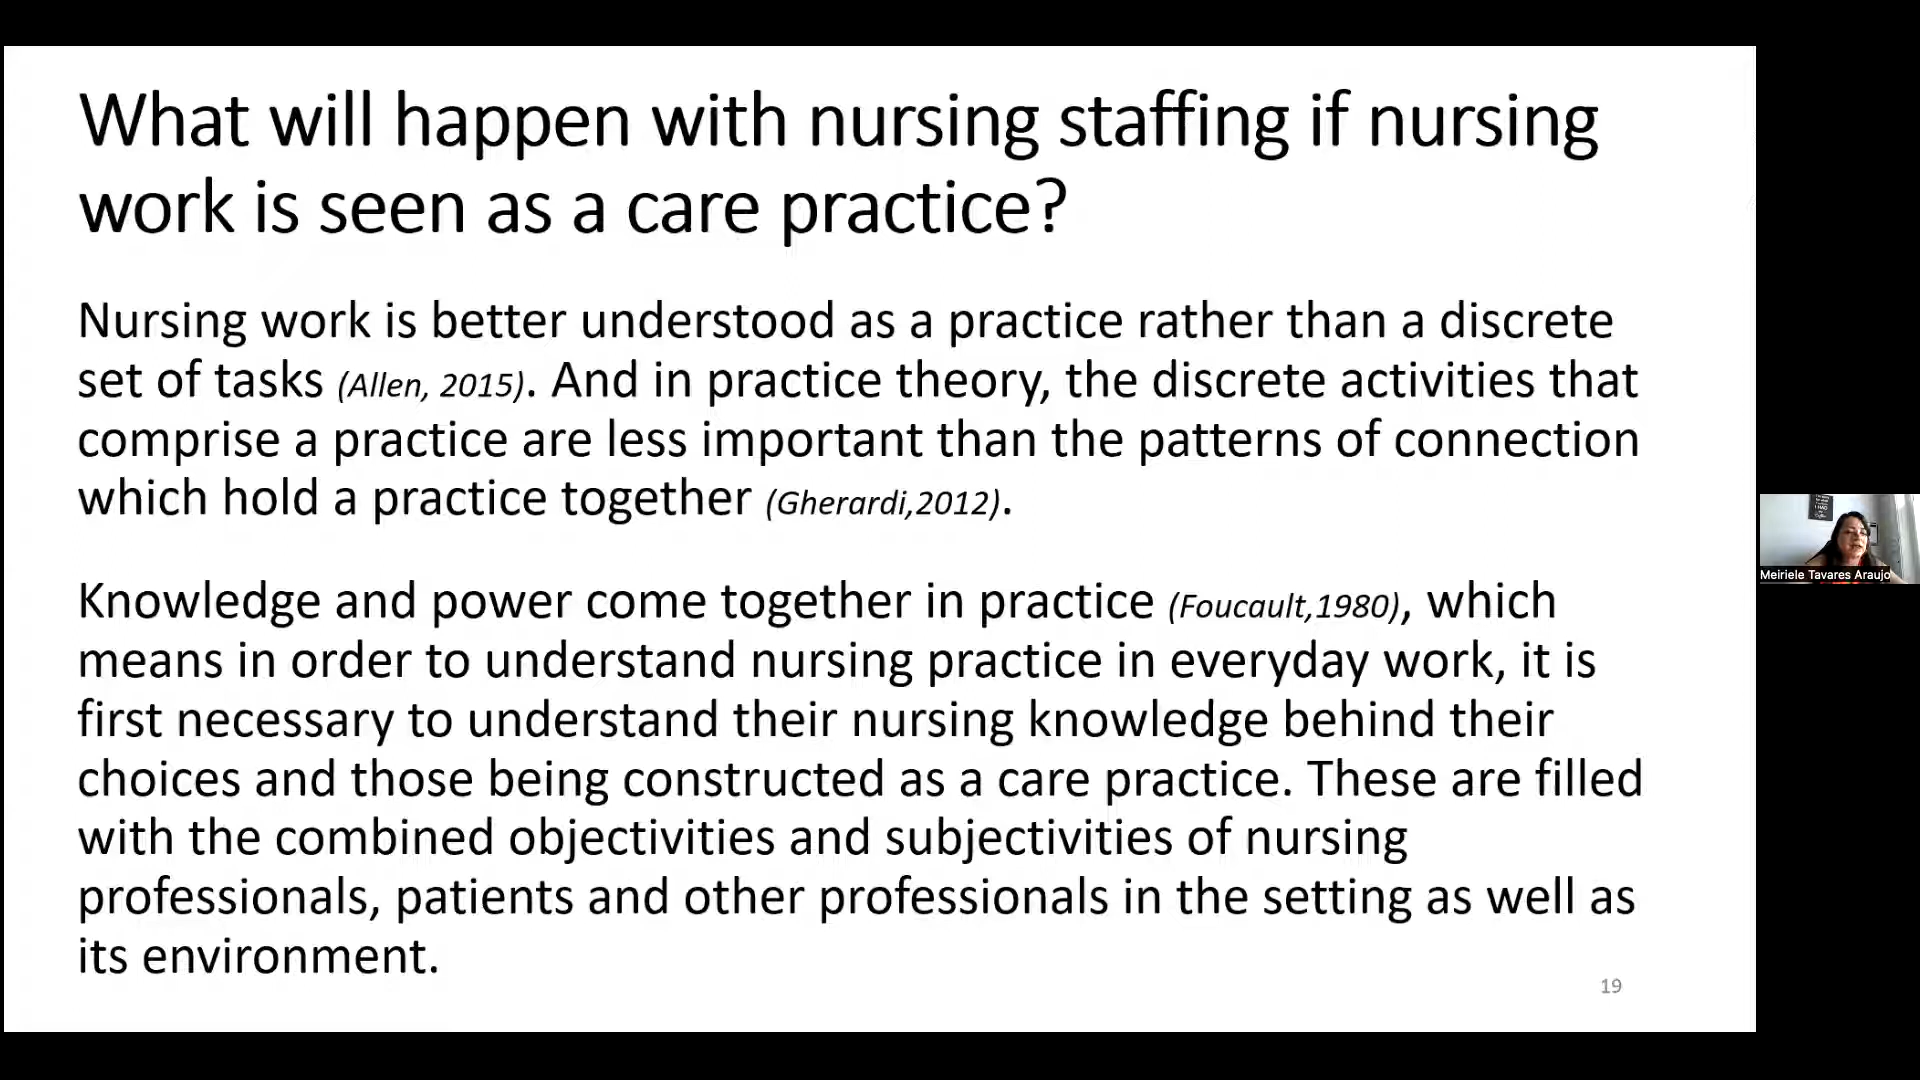 What will happen with nursing staffing if nursing
work is seen as a care practice?
Nursing work is better understood as a practice rather than a discrete
set of tasks (Allen, 2015). And in practice theory, the discrete activities that
comprise a practice are less important than the patterns of connection
which hold a practice together (Gherardi,2012).
Knowledge and power come together in practice (Foucault,1980), which
means in order to understand nursing practice in everyday work, it is
first necessary to understand their nursing knowledge behind their
choices and those being constructed as a care practice. These are filled
with the combined objectivities and subjectivities of nursing
professionals, patients and other professionals in the setting as well as
its environment.
19
Meiriele Tavares Araujo